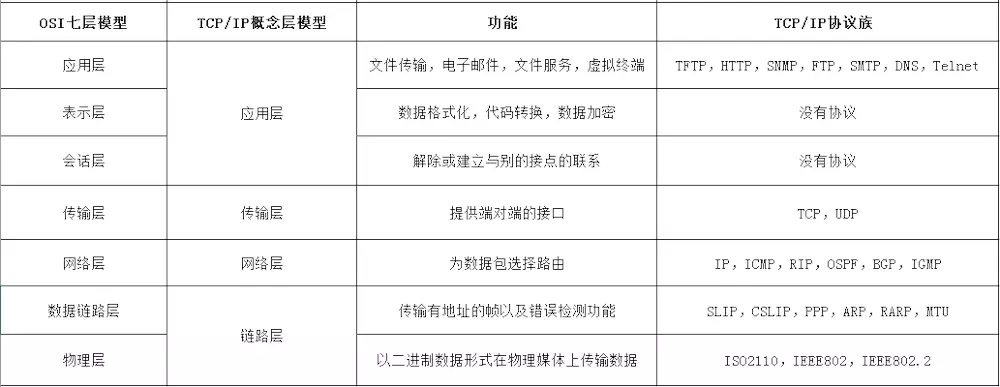 OSI七层模型 TCP/IP概念层模型 功能 TCP/IP协议族
应用层 文件传输，电子邮件，文件服务，虚拟终端 TFTP，HTTP，SNMP，FTP，SMTP，DNS，Telnet
表示层 应用层 数据格式化，代码转换，数据加密 没有协议
会话层 解除或建立与别的接点的联系 没有协议
传输层 传输层 提供端对端的接口 TCP，UDP
网络层 网络层 为数据包选择路由 IP，ICMP，RIP，OSPF，BGP，IGMP
数据链路层 传输有地址的帧以及错误检测功能 SLIP，CSLIP，PPP，ARP，RARP，MTU
链路层
物理层 以二进制数据形式在物理媒体上传输数据 ISO2110，IEEE802，IEEE802.2